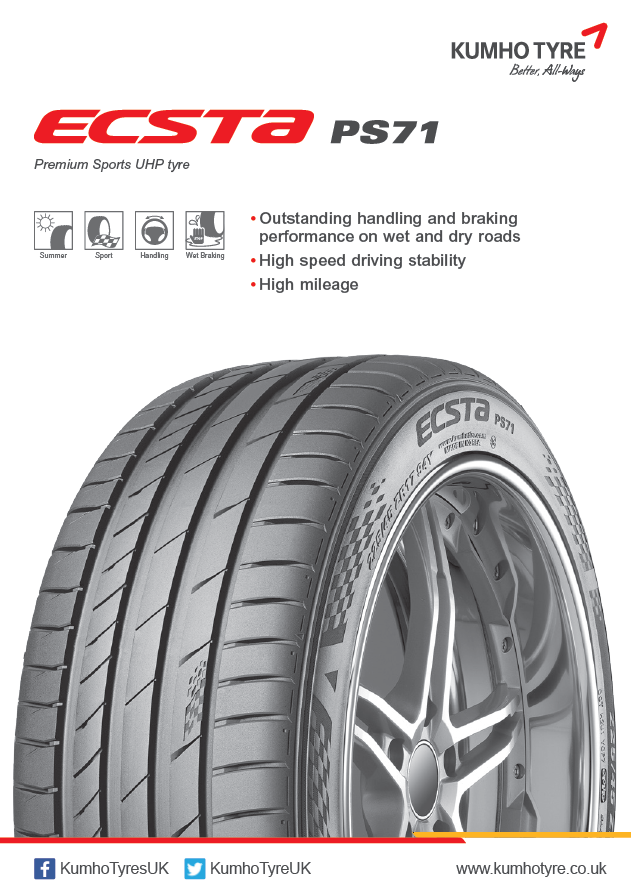 KUMHO TYRE
Better, All-Ways
ECSTa PS71
Premium Sports UHP tyre
Summer
Sport
Handling
Wet Braking
• Outstanding handling and braking
performance on wet and dry roads
• High speed driving stability
• High mileage
ECSTa PS71
ZR17 94Y
KumhoTyresUK
KumhoTyreUK
www.kumhotyre.co.uk